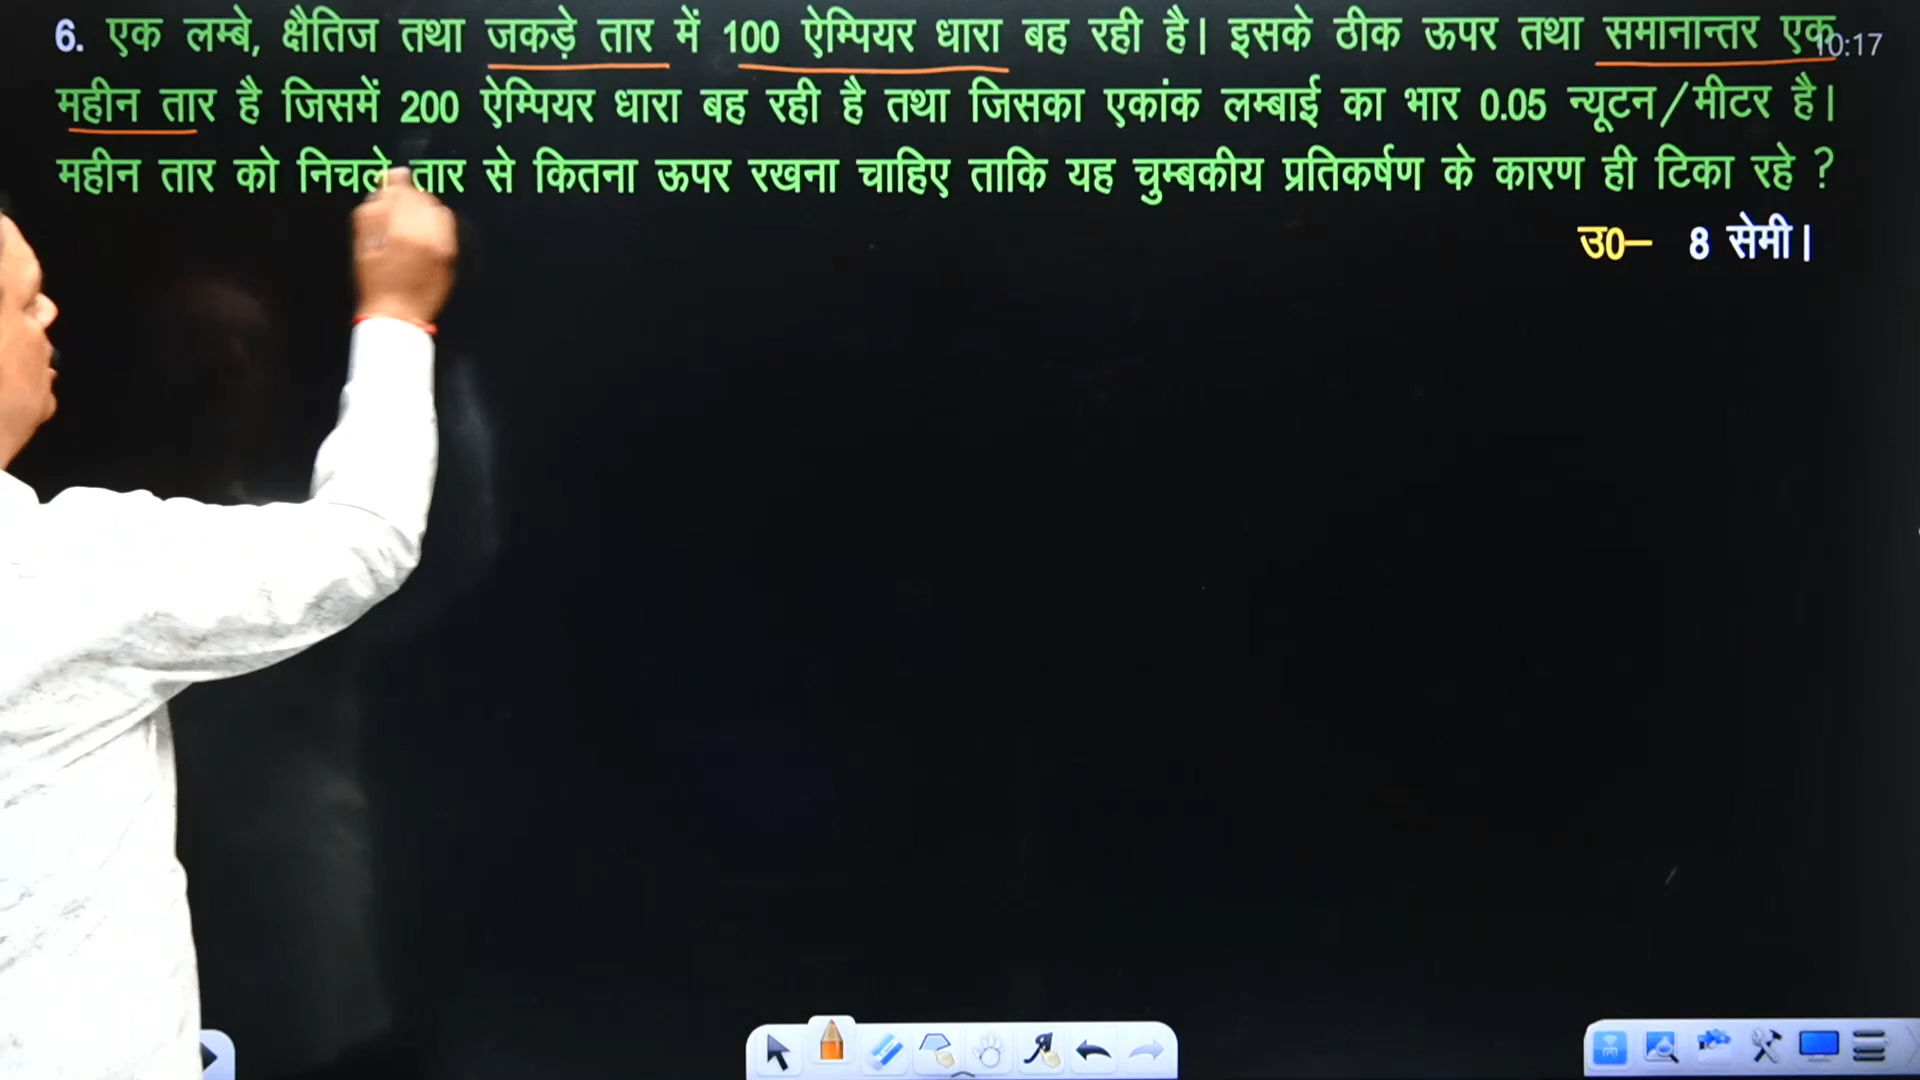 6. एक लम्बे, क्षैतिज तथा जकड़े तार में 100 ऐम्पियर धारा बह रही है। इसके ठीक ऊपर तथा समानान्तर एक
10:17
महीन तार है जिसमें 200 ऐम्पियर धारा बह रही है तथा जिसका एकांक लम्बाई का भार 0.05 न्यूटन/मीटर है।
महीन तार को निचले तार से कितना ऊपर रखना चाहिए ताकि यह चुम्बकीय प्रतिकर्षण के कारण ही टिका रहे ?
उ0– 8 सेमी।